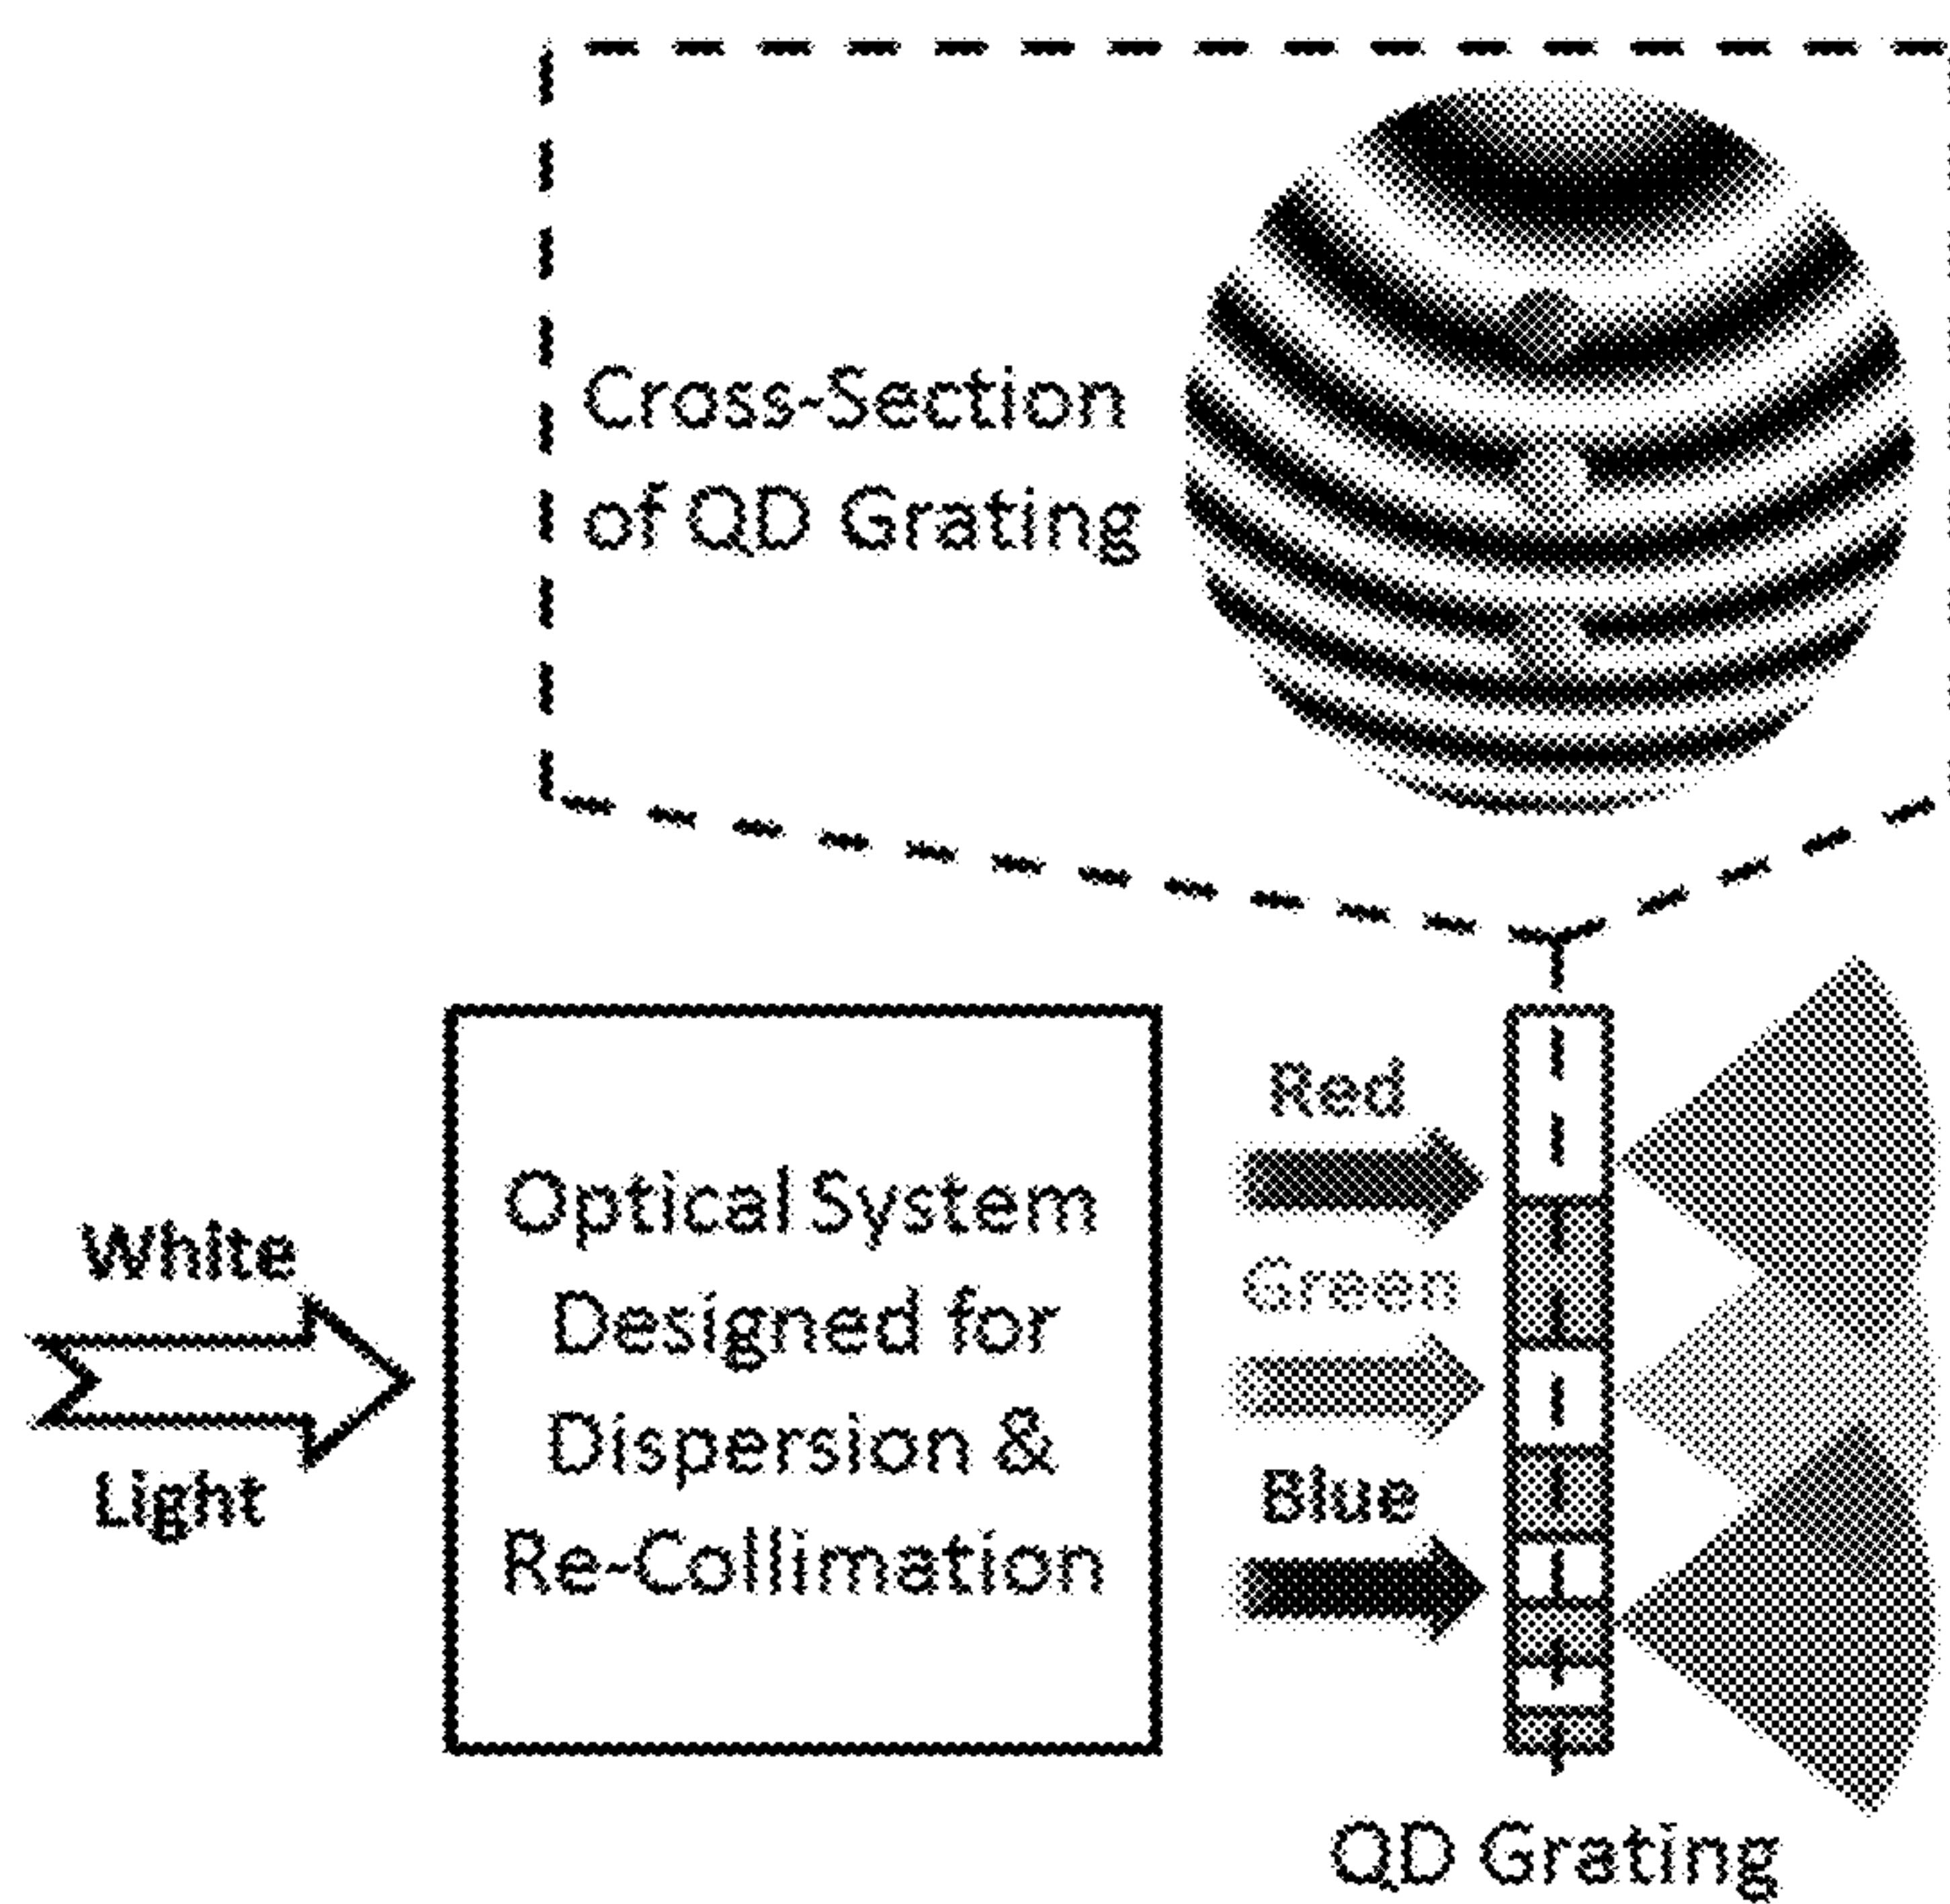 Cross-Section
of QD Grating
White
Light
Optical System
Designed for
Dispersion &
Re-Collimation
Red
Green
Blue
QD Grating